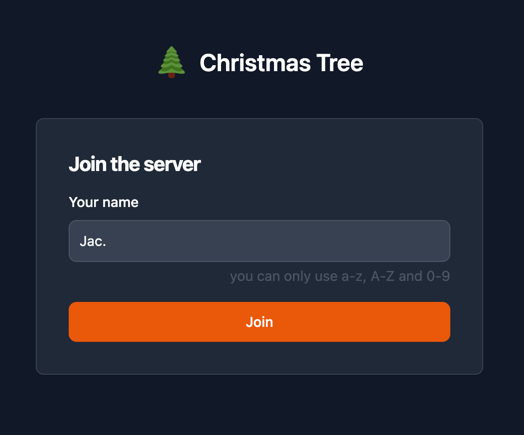 Christmas Tree
Join the server
Your name
Jac.
you can only use a-z, A-Z and 0-9
Join